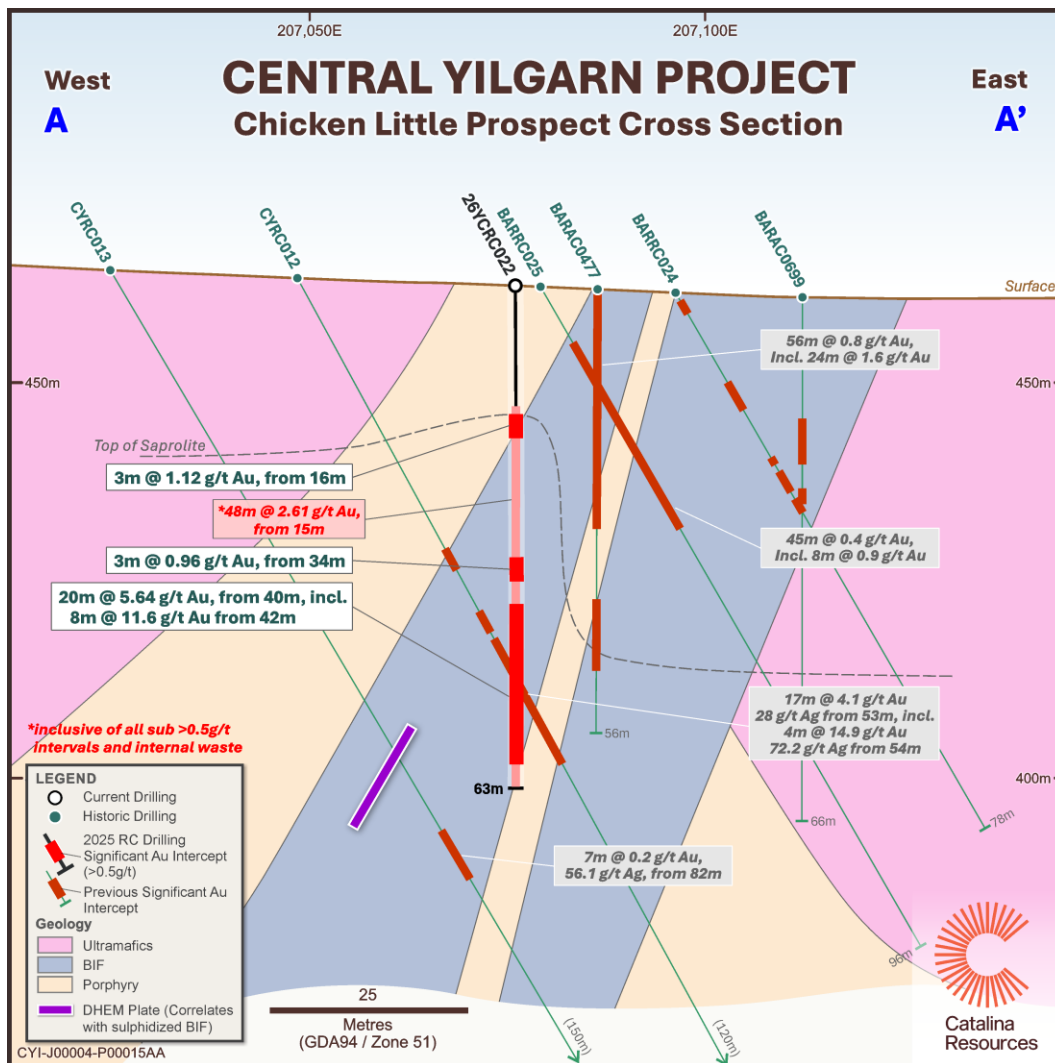 207,050E
207,100E
West
A
CENTRAL YILGARN PROJECT
Chicken Little Prospect Cross Section
East
A’
CYRC013
CYRC012
26YCRC022
BARRC025
BARAC0477
BARRC024
BARAC0699
Surface
450m
450m
56m @ 0.8 g/t Au,
Incl. 24m @ 1.6 g/t Au
Top of Saprolite
3m @ 1.12 g/t Au, from 16m
*48m @ 2.61 g/t Au,
from 15m
45m @ 0.4 g/t Au,
Incl. 8m @ 0.9 g/t Au
3m @ 0.96 g/t Au, from 34m
20m @ 5.64 g/t Au, from 40m, incl.
8m @ 11.6 g/t Au from 42m
17m @ 4.1 g/t Au
28 g/t Ag from 53m, incl.
4m @ 14.9 g/t Au
72.2 g/t Ag from 54m
*inclusive of all sub >0.5g/t
intervals and internal waste
56m
400m
63m
66m
78m
7m @ 0.2 g/t Au,
56.1 g/t Ag, from 82m
96m
LEGEND
Current Drilling
Historic Drilling
2025 RC Drilling
Significant Au Intercept
(>0.5g/t)
Previous Significant Au
Intercept
Geology
Ultramafics
BIF
Porphyry
DHEM Plate (Correlates
with sulphidized BIF)
25
Metres
(GDA94 / Zone 51)
(150m)
(120m)
Catalina
Resources
CYI-J00004-P00015AA